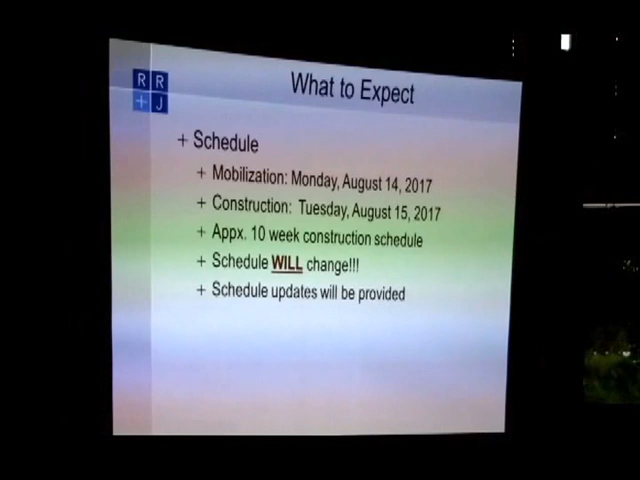 R R
+ J
What to Expect
+ Schedule
+ Mobilization: Monday, August 14, 2017
+ Construction: Tuesday, August 15, 2017
+ Appx. 10 week construction schedule
+ Schedule WILL change!!!
+ Schedule updates will be provided